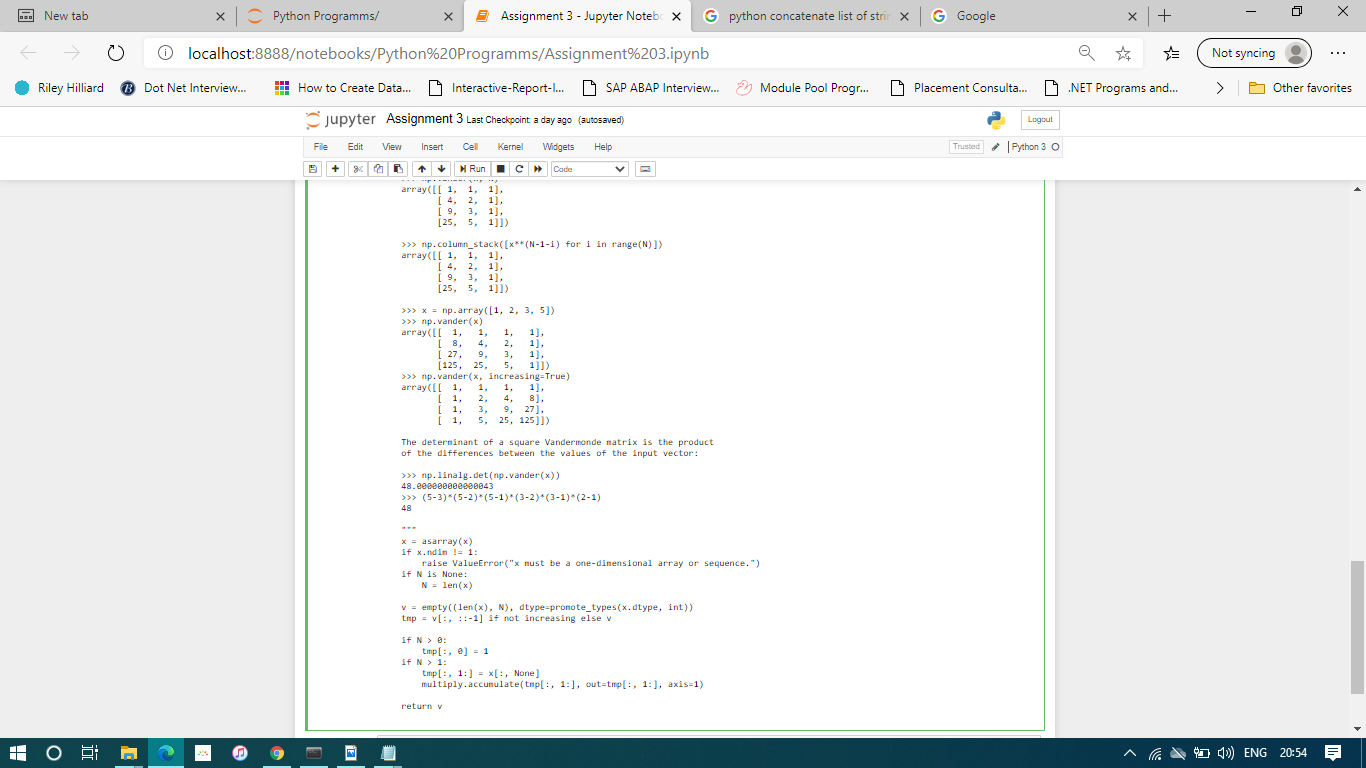 New tab
Python Programms/
Assignment 3 - Jupyter Notebo
python concatenate list of strin
Google
localhost:8888/notebooks/Python%20Programms/Assignment%203.ipynb
Not syncing
Riley Hilliard
Dot Net Interview...
How to Create Data...
Interactive-Report-I...
SAP ABAP Interview...
Module Pool Progr...
Placement Consulta...
.NET Programs and...
Other favorites
jupyter Assignment 3 Last Checkpoint: a day ago (autosaved)
Logout
File Edit View Insert Cell Kernel Widgets Help
Trusted
Python 3
Run
Code
array([[ 1, 1, 1],
[ 4, 2, 1],
[ 9, 3, 1],
[25, 5, 1]])
>>> np.column_stack([x**(N-1-i) for i in range(N)])
array([[ 1, 1, 1],
[ 4, 2, 1],
[ 9, 3, 1],
[25, 5, 1]])
>>> x = np.array([1, 2, 3, 5])
>>> np.vander(x)
array([[ 1, 1, 1, 1],
[ 8, 4, 2, 1],
[ 27, 9, 3, 1],
[125, 25, 5, 1]])
>>> np.vander(x, increasing=True)
array([[ 1, 1, 1, 1],
[ 1, 2, 4, 8],
[ 1, 3, 9, 27],
[ 1, 5, 25, 125]])
The determinant of a square Vandermonde matrix is the product
of the differences between the values of the input vector:
>>> np.linalg.det(np.vander(x))
48.000000000000043
>>> (5-3)*(5-2)*(5-1)*(3-2)*(3-1)*(2-1)
48
"""
x = asarray(x)
if x.ndim != 1:
raise ValueError("x must be a one-dimensional array or sequence.")
if N is None:
N = len(x)
v = empty((len(x), N), dtype=promote_types(x.dtype, int))
tmp = v[:, ::-1] if not increasing else v
if N > 0:
tmp[:, 0] = 1
if N > 1:
tmp[:, 1:] = x[:, None]
multiply.accumulate(tmp[:, 1:], out=tmp[:, 1:], axis=1)
return v
ENG
20:54